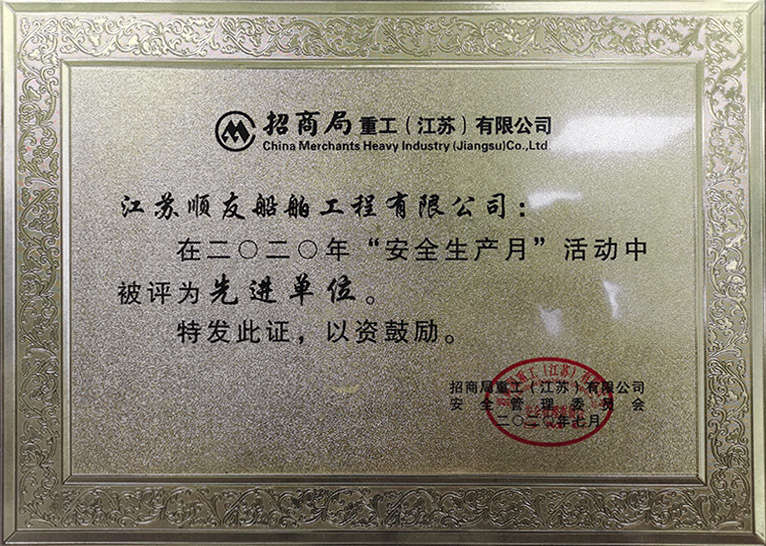 招商局重工（江苏）有限公司
China Merchants Heavy Industry (Jiangsu)Co.,Ltd
江苏顺友船舶工程有限公司：
在二〇二〇年“安全生产月”活动中
被评为先进单位。
特发此证，以资鼓励。
招商局重工（江苏）有限公司
安全管理委员会
二〇二〇年七月